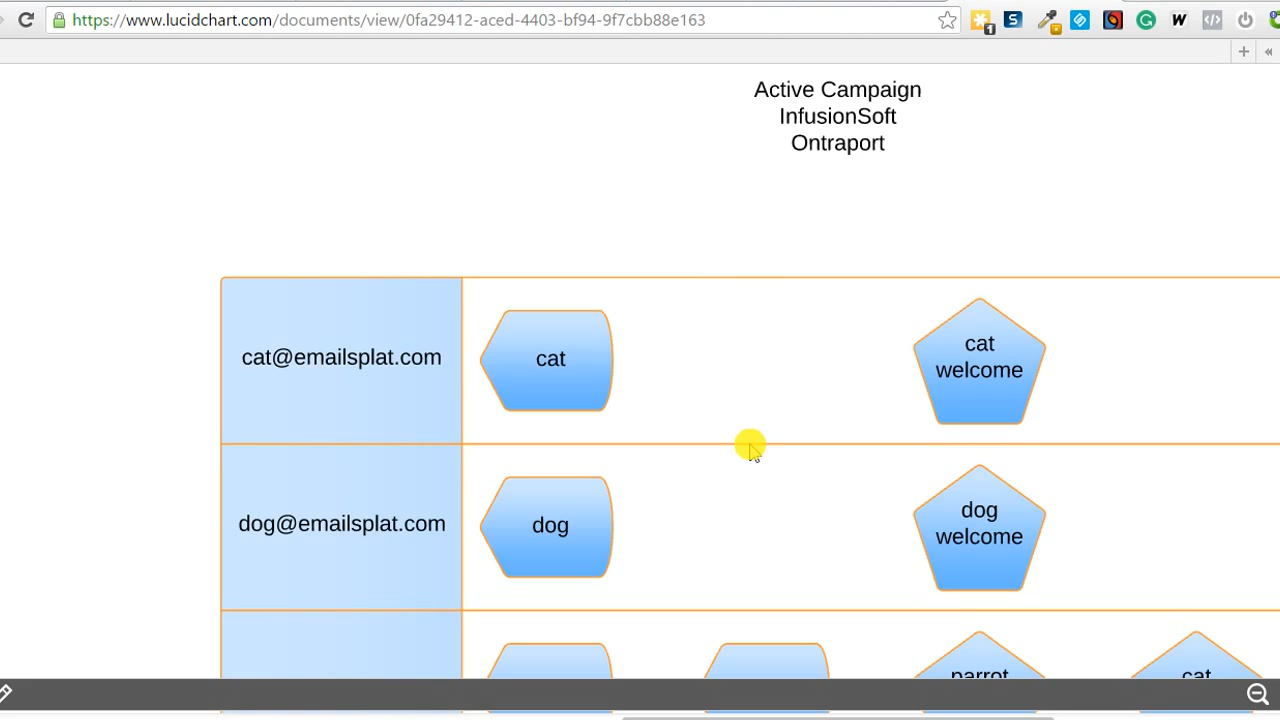 https://www.lucidchart.com/documents/view/0fa29412-aced-4403-bf94-9f7cbb88e163
1
S
W
Active Campaign
InfusionSoft
Ontraport
cat@emailsplat.com
cat
cat
welcome
dog@emailsplat.com
dog
dog
welcome
parrot
cat